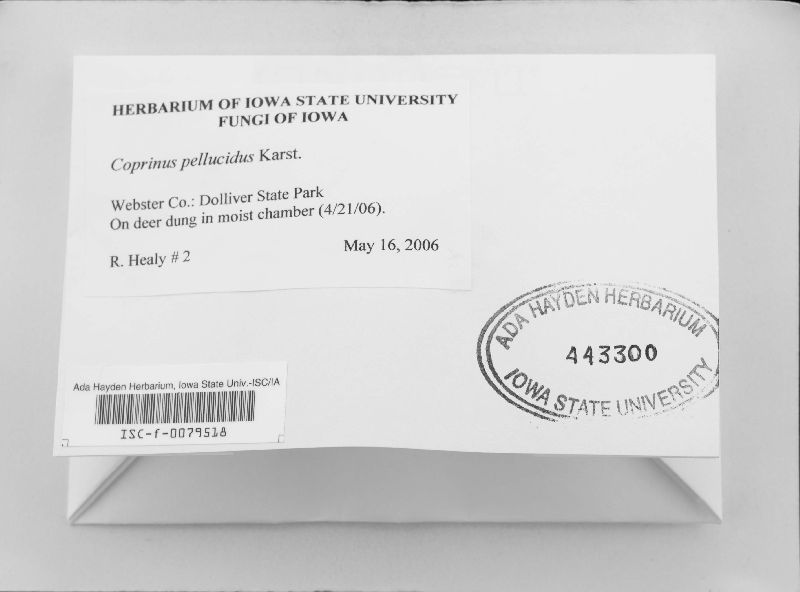 HERBARIUM OF IOWA STATE UNIVERSITY
FUNGI OF IOWA
Coprinus pellucidus Karst.
Webster Co.: Dolliver State Park
On deer dung in moist chamber (4/21/06).
R. Healy # 2
May 16, 2006
ADA HAYDEN HERBARIUM
443300
IOWA STATE UNIVERSITY
Ada Hayden Herbarium, Iowa State Univ.-ISC/IA
ISC-f-0079518